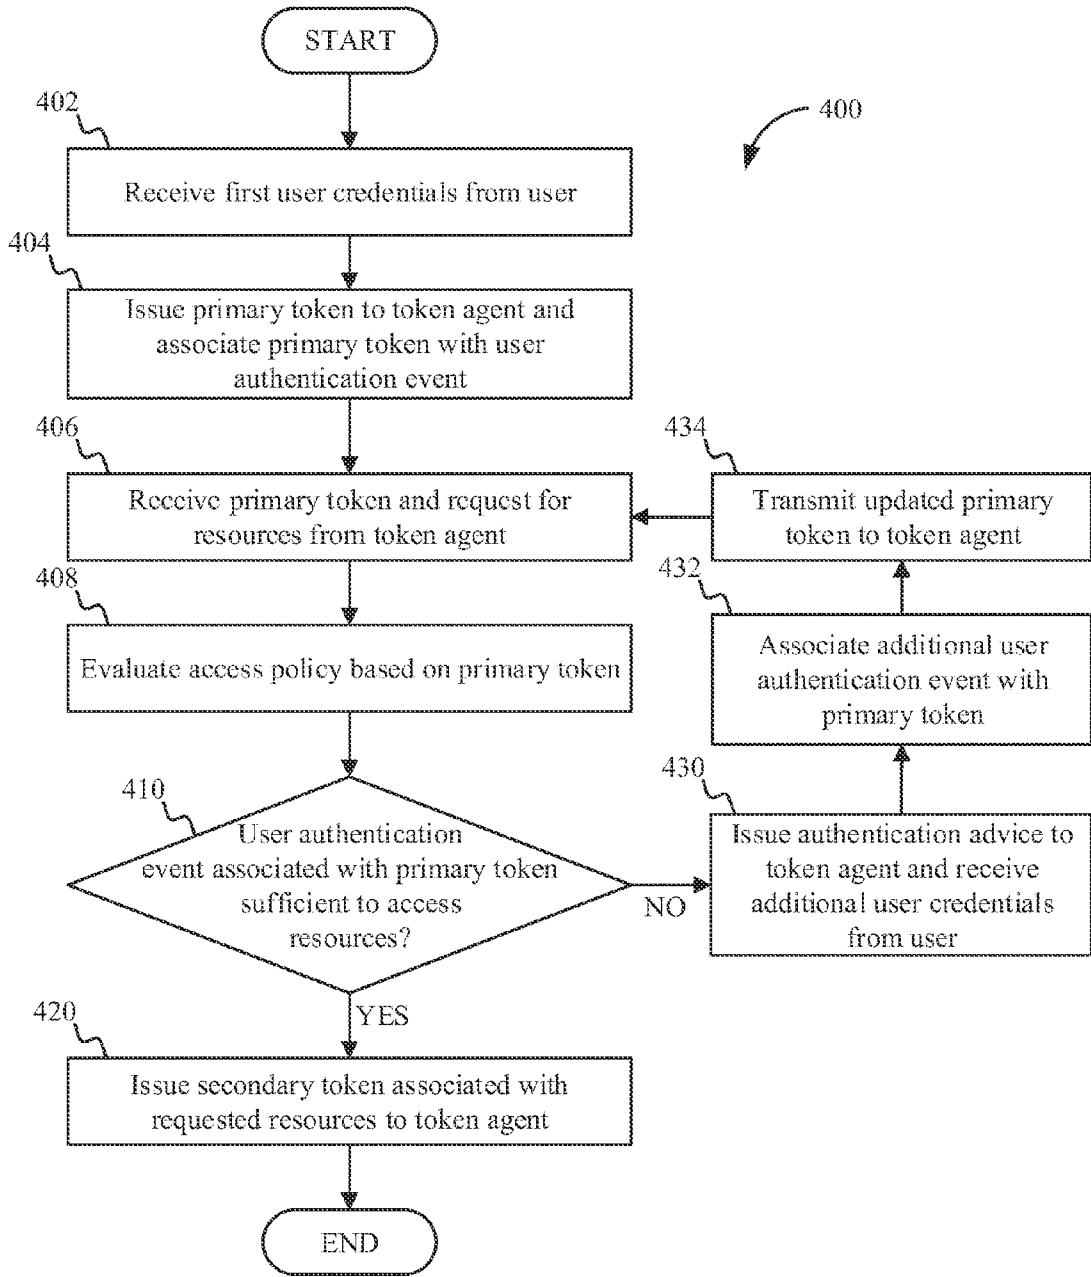 START
400
402
Receive first user credentials from user
404
Issue primary token to token agent and
associate primary token with user
authentication event
406
Receive primary token and request for
resources from token agent
434
Transmit updated primary
token to token agent
408
Evaluate access policy based on primary token
432
Associate additional user
authentication event with
primary token
410
User authentication
event associated with primary token
sufficient to access
resources?
NO
430
Issue authentication advice to
token agent and receive
additional user credentials
from user
YES
420
Issue secondary token associated with
requested resources to token agent
END